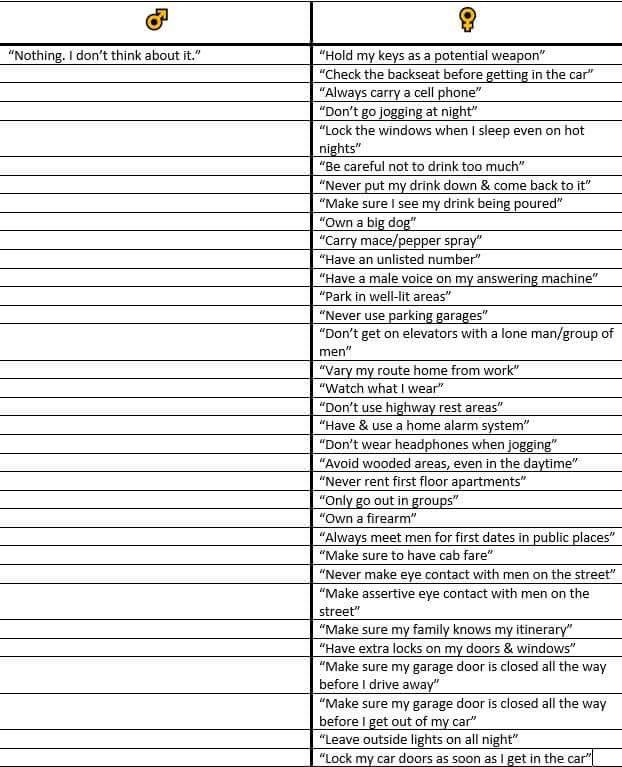 “Nothing. I don’t think about it.”
“Hold my keys as a potential weapon”
“Check the backseat before getting in the car”
“Always carry a cell phone”
“Don’t go jogging at night”
“Lock the windows when I sleep even on hot
nights”
“Be careful not to drink too much”
“Never put my drink down & come back to it”
“Make sure I see my drink being poured”
“Own a big dog”
“Carry mace/pepper spray”
“Have an unlisted number”
“Have a male voice on my answering machine”
“Park in well-lit areas”
“Never use parking garages”
“Don’t get on elevators with a lone man/group of
men”
“Vary my route home from work”
“Watch what I wear”
“Don’t use highway rest areas”
“Have & use a home alarm system”
“Don’t wear headphones when jogging”
“Avoid wooded areas, even in the daytime”
“Never rent first floor apartments”
“Only go out in groups”
“Own a firearm”
“Always meet men for first dates in public places”
“Make sure to have cab fare”
“Never make eye contact with men on the street”
“Make assertive eye contact with men on the
street”
“Make sure my family knows my itinerary”
“Have extra locks on my doors & windows”
“Make sure my garage door is closed all the way
before I drive away”
“Make sure my garage door is closed all the way
before I get out of my car”
“Leave outside lights on all night”
“Lock my car doors as soon as I get in the car”